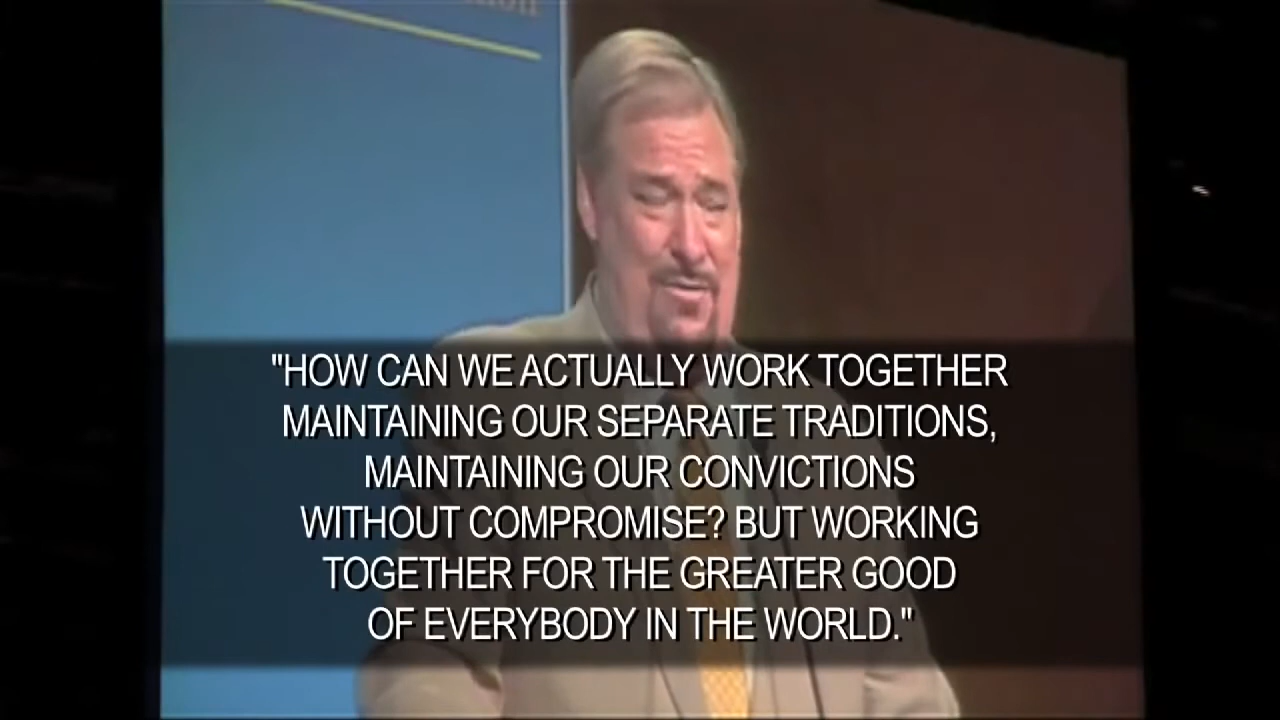 "HOW CAN WE ACTUALLY WORK TOGETHER
MAINTAINING OUR SEPARATE TRADITIONS,
MAINTAINING OUR CONVICTIONS
WITHOUT COMPROMISE? BUT WORKING
TOGETHER FOR THE GREATER GOOD
OF EVERYBODY IN THE WORLD."